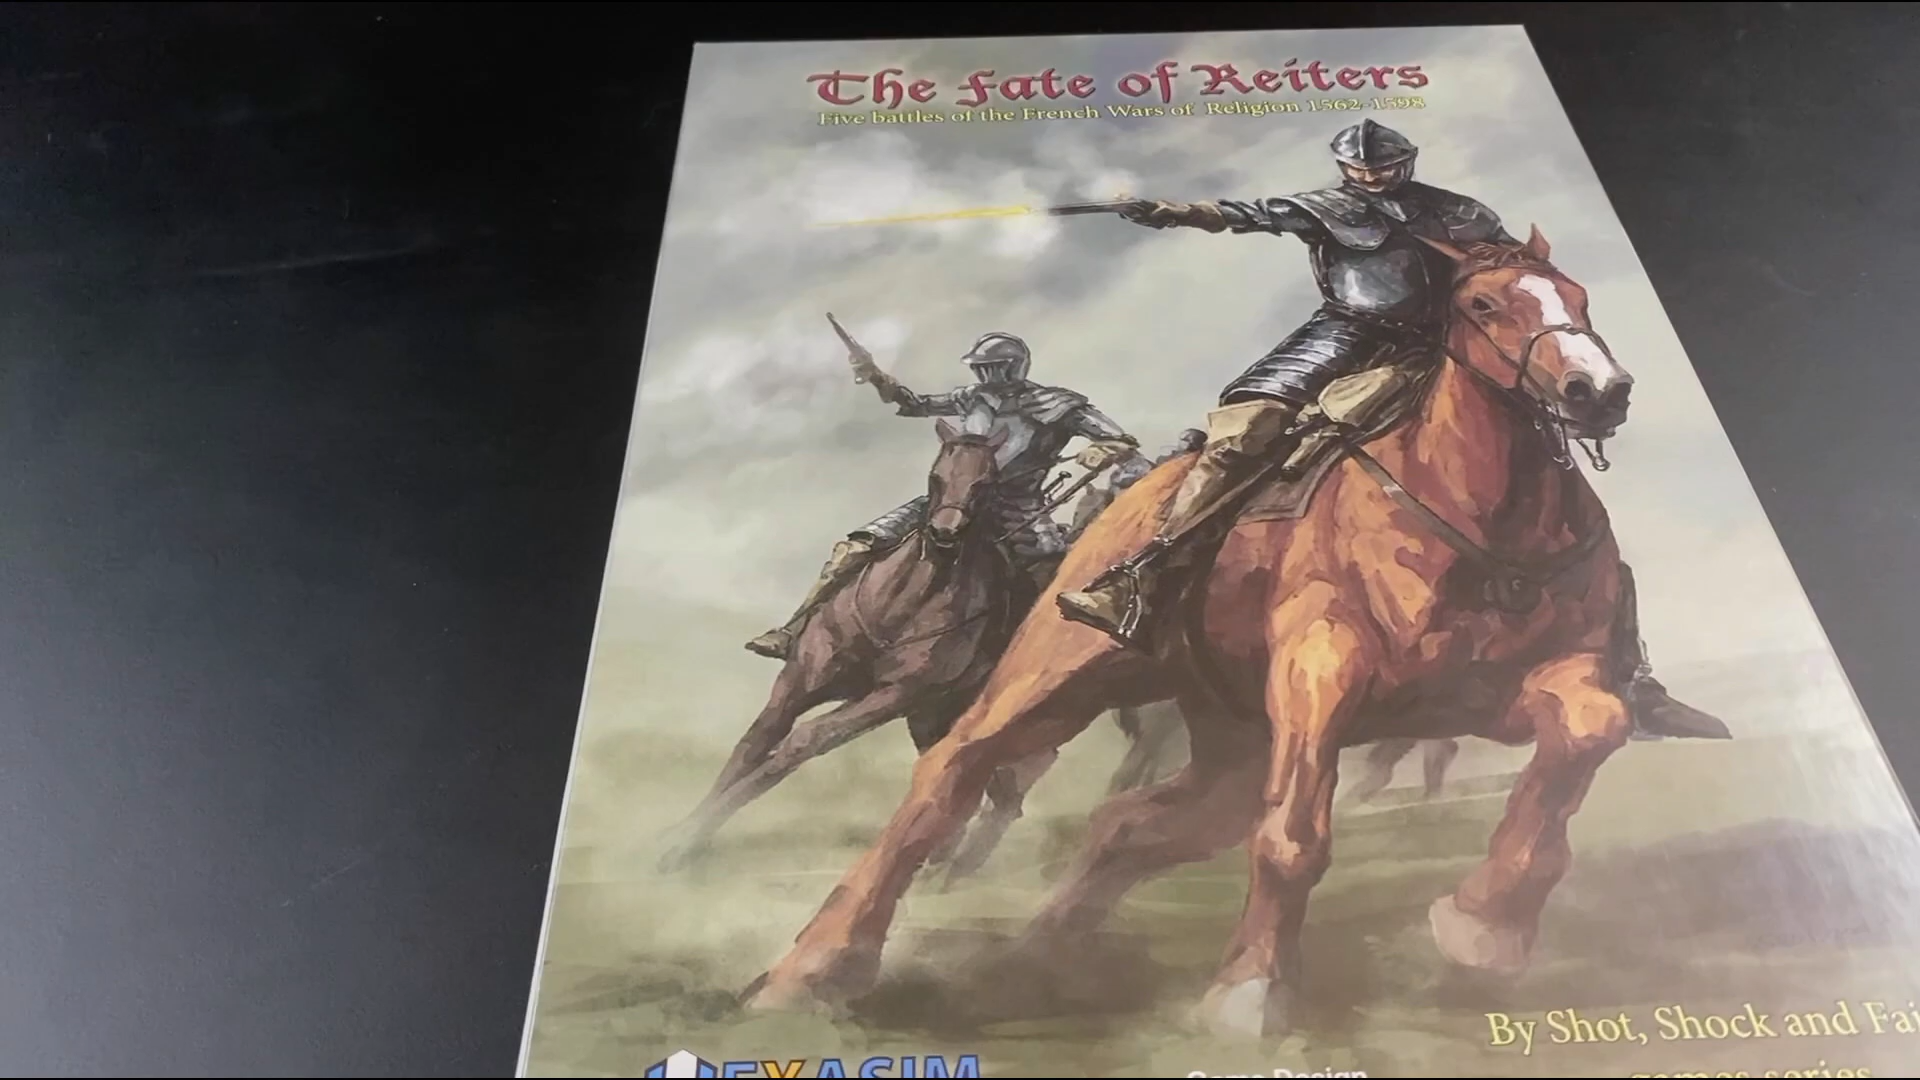 The Fate of Reiters
Five battles of the French Wars of Religion 1562-1598
By Shot, Shock and Fai
games series
HEXASIM
Game Design